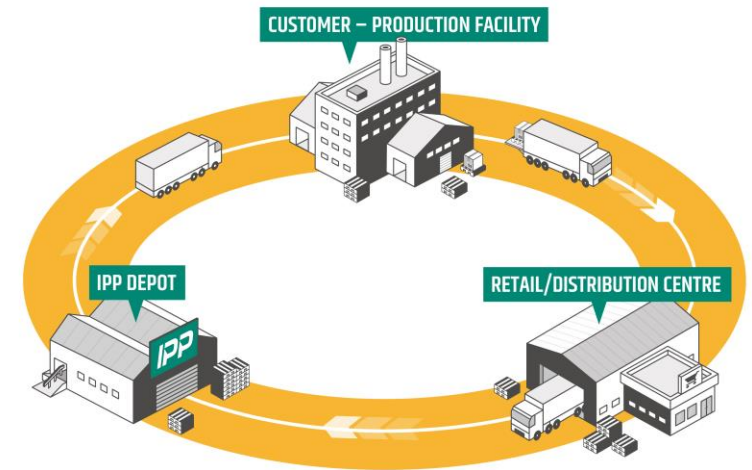 CUSTOMER – PRODUCTION FACILITY
IPP DEPOT
RETAIL/DISTRIBUTION CENTRE
IPP